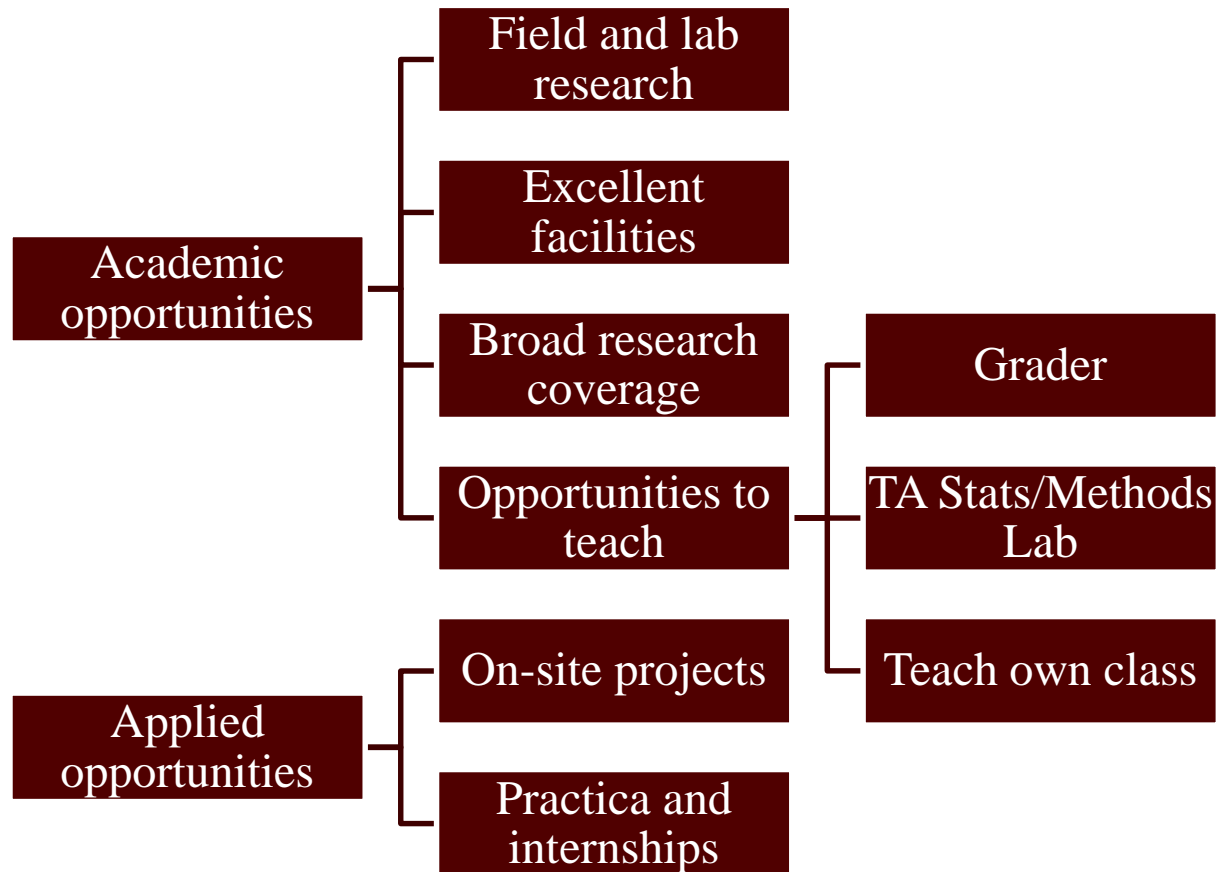 Academic
opportunities
Field and lab
research
Excellent
facilities
Broad research
coverage
Opportunities to
teach
Grader
TA Stats/Methods
Lab
Teach own class
Applied
opportunities
On-site projects
Practica and
internships